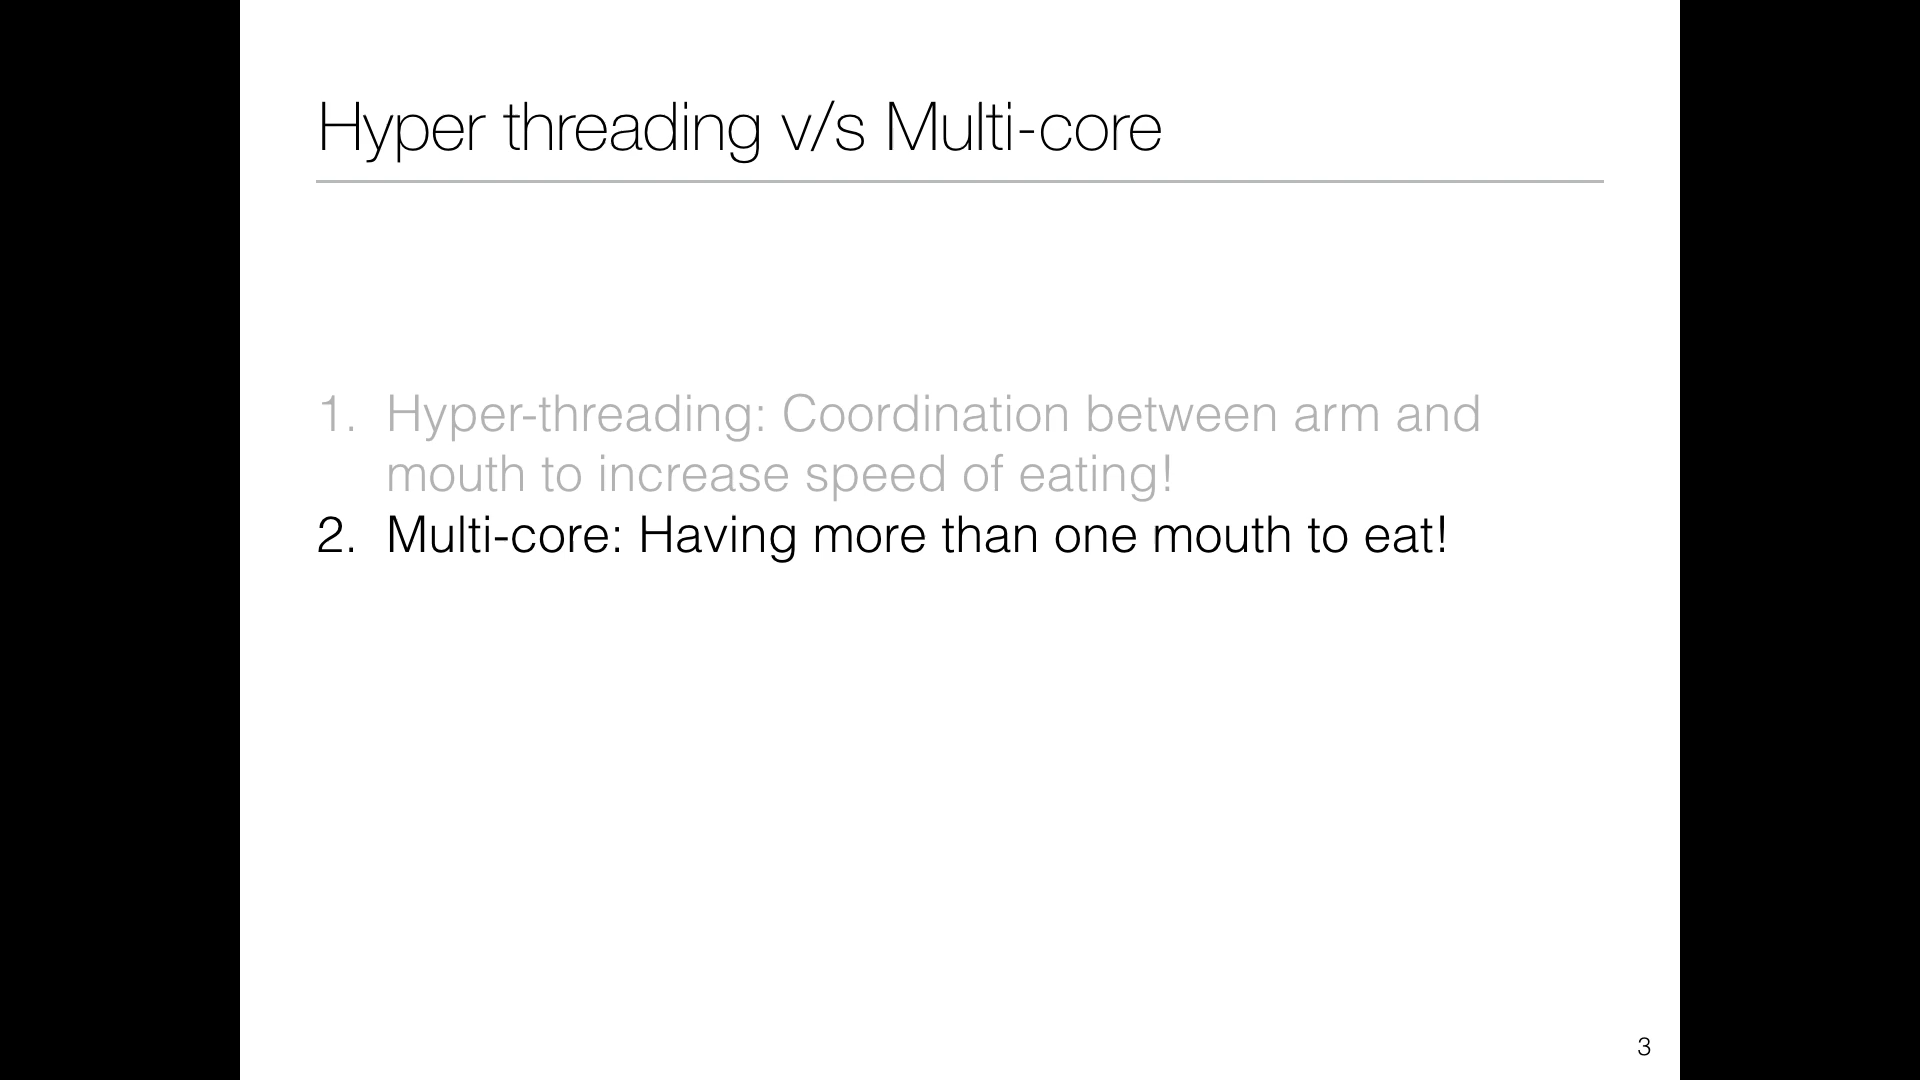 Hyper threading v/s Multi-core
1. Hyper-threading: Coordination between arm and
mouth to increase speed of eating!
2. Multi-core: Having more than one mouth to eat!
3